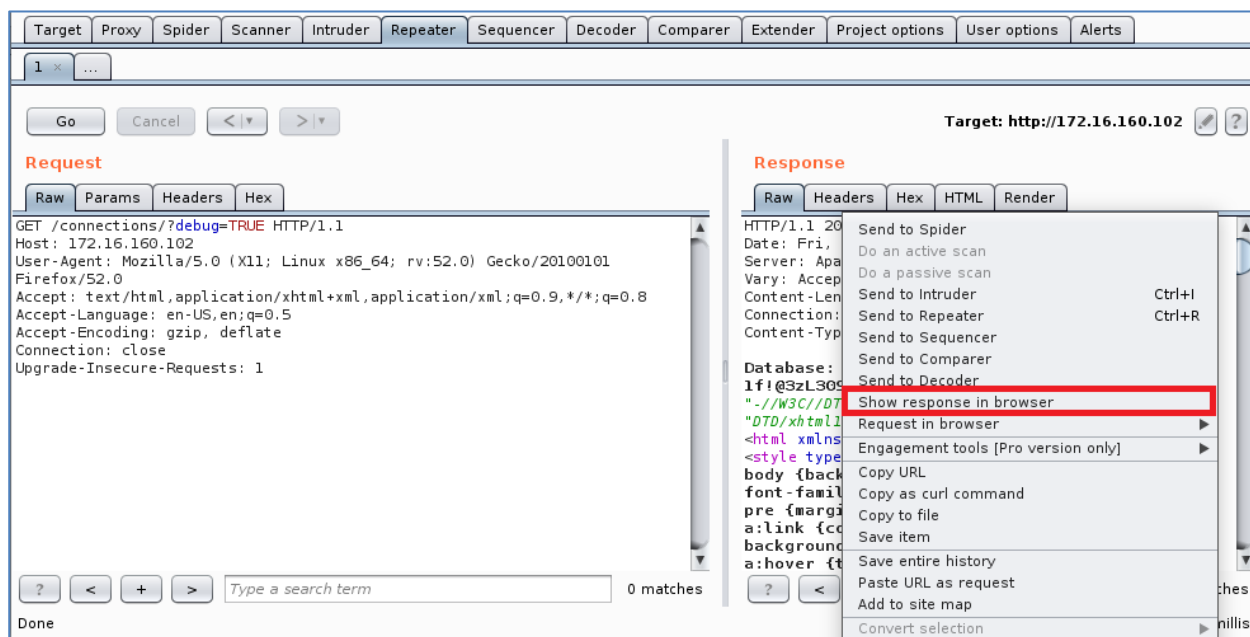 Target Proxy Spider Scanner Intruder Repeater Sequencer Decoder Comparer Extender Project options User options Alerts
1 × ...
Go Cancel < > Target: http://172.16.160.102 ?
Request
Raw Params Headers Hex
GET /connections/?debug=TRUE HTTP/1.1
Host: 172.16.160.102
User-Agent: Mozilla/5.0 (X11; Linux x86_64; rv:52.0) Gecko/20100101
Firefox/52.0
Accept: text/html,application/xhtml+xml,application/xml;q=0.9,*/*;q=0.8
Accept-Language: en-US,en;q=0.5
Accept-Encoding: gzip, deflate
Connection: close
Upgrade-Insecure-Requests: 1
? < + > Type a search term 0 matches
Done
Response
Raw Headers Hex HTML Render
HTTP/1.1 20
Date: Fri,
Server: Apa
Vary: Accep
Content-Len
Connection:
Content-Typ
Database:
1f!@3zL309
"-//W3C//DT
"DTD/xhtml1
<html xmlns
<style type
body {back
font-famil
pre {margi
a:link {co
background
a:hover {t
? <
Send to Spider
Do an active scan
Do a passive scan
Send to Intruder Ctrl+I
Send to Repeater Ctrl+R
Send to Sequencer
Send to Comparer
Send to Decoder
Show response in browser
Request in browser
Engagement tools [Pro version only]
Copy URL
Copy as curl command
Copy to file
Save item
Save entire history
Paste URL as request
Add to site map
Convert selection
hes
millis